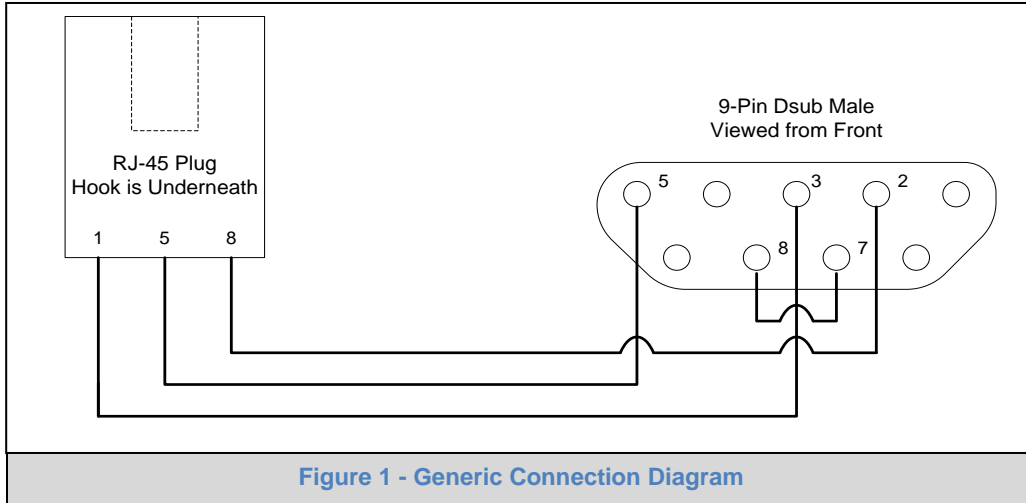 9-Pin Dsub Male
Viewed from Front
RJ-45 Plug
Hook is Underneath
1 5 8
5 3 2
8 7
Figure 1 - Generic Connection Diagram